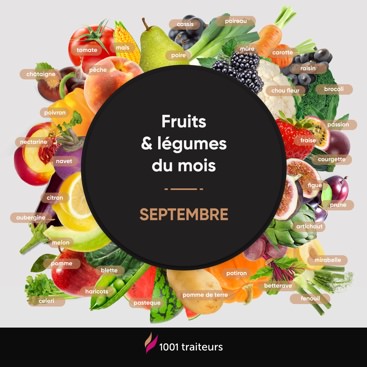 cassis
poireau
tomate
maïs
poire
mûre
carotte
châtaigne
pêche
raisin
chou fleur
brocoli
poivron
Fruits
& légumes
du mois
SEPTEMBRE
poisson
nectarine
fraise
navet
courgette
citron
figue
prune
aubergine
artichaut
melon
pomme
blette
potiron
mirabelle
céleri
haricots
pastèque
pomme de terre
betterave
fenouil
1001 traiteurs